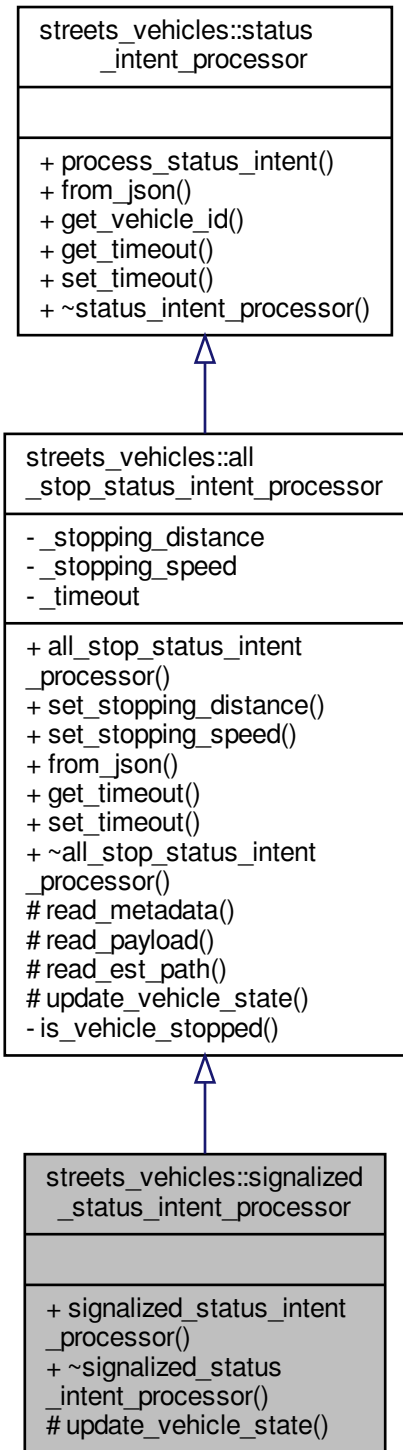 streets_vehicles::status
_intent_processor
+ process_status_intent()
+ from_json()
+ get_vehicle_id()
+ get_timeout()
+ set_timeout()
+ ~status_intent_processor()
streets_vehicles::all
_stop_status_intent_processor
- _stopping_distance
- _stopping_speed
- _timeout
+ all_stop_status_intent
_processor()
+ set_stopping_distance()
+ set_stopping_speed()
+ from_json()
+ get_timeout()
+ set_timeout()
+ ~all_stop_status_intent
_processor()
# read_metadata()
# read_payload()
# read_est_path()
# update_vehicle_state()
- is_vehicle_stopped()
streets_vehicles::signalized
_status_intent_processor
+ signalized_status_intent
_processor()
+ ~signalized_status
_intent_processor()
# update_vehicle_state()